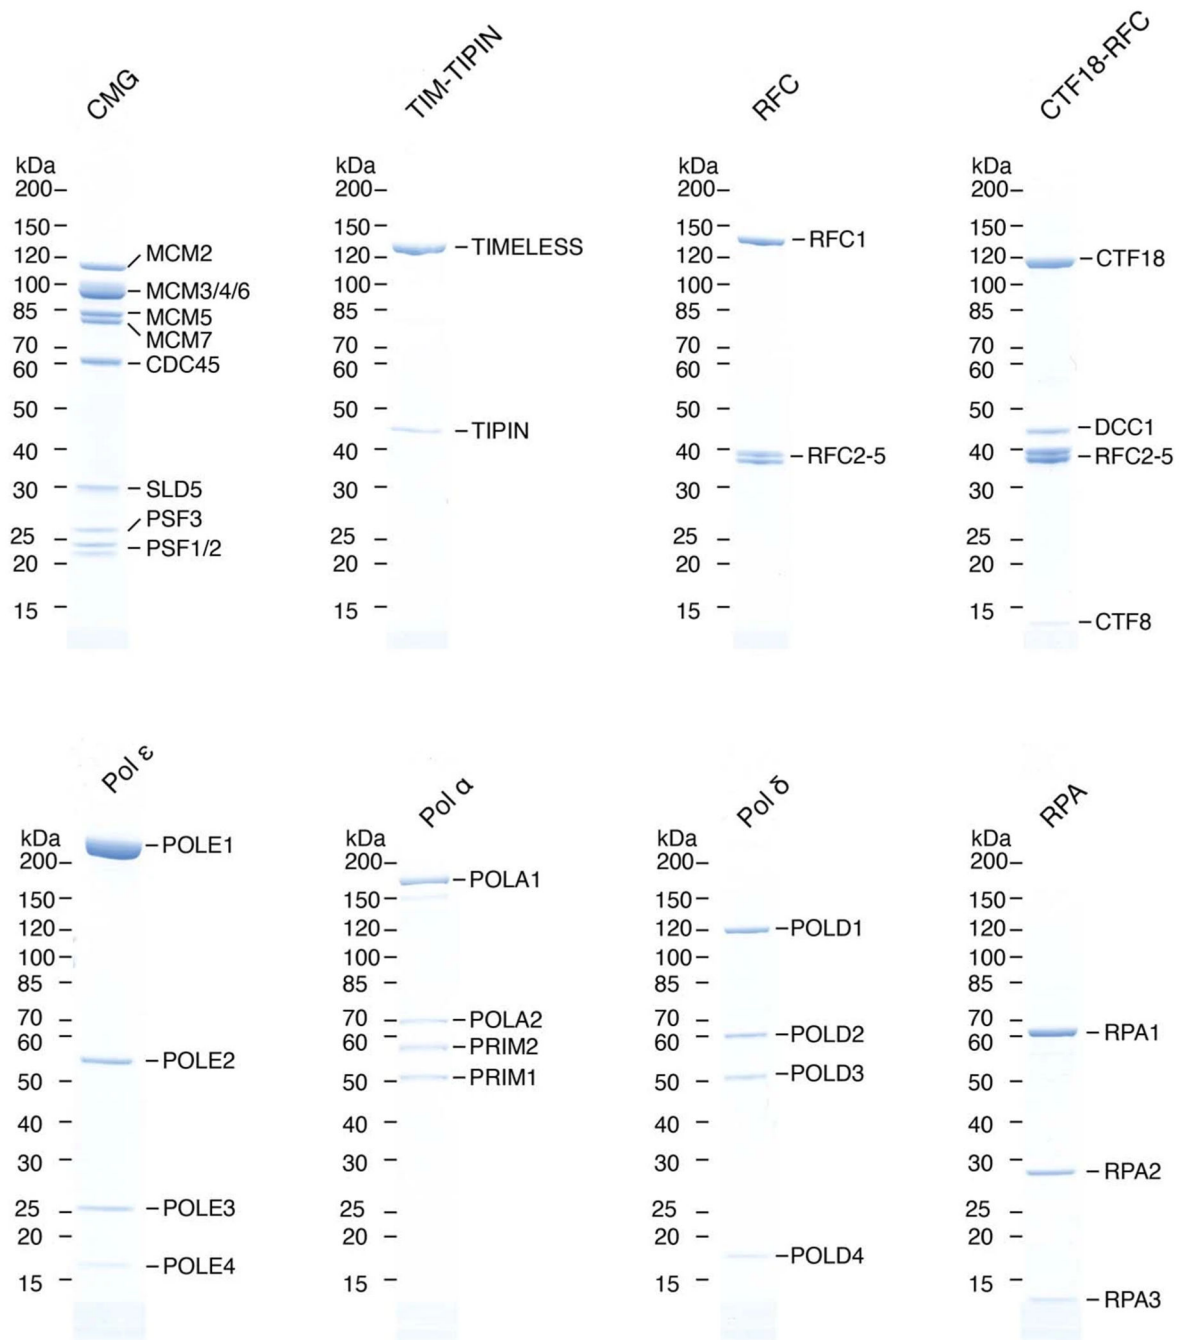 CMG
kDa
200
150
120
100
85
70
60
50
40
30
25
20
15
MCM2
MCM3/4/6
MCM5
MCM7
CDC45
SLD5
PSF3
PSF1/2
TIM-TIPIN
kDa
200
150
120
100
85
70
60
50
40
30
25
20
15
TIMELESS
TIPIN
RFC
kDa
200
150
120
100
85
70
60
50
40
30
25
20
15
RFC1
RFC2-5
CTF18-RFC
kDa
200
150
120
100
85
70
60
50
40
30
25
20
15
CTF18
DCC1
RFC2-5
CTF8
Pol ε
kDa
200
150
120
100
85
70
60
50
40
30
25
20
15
POLE1
POLE2
POLE3
POLE4
Pol α
kDa
200
150
120
100
85
70
60
50
40
30
25
20
15
POLA1
POLA2
PRIM2
PRIM1
Pol δ
kDa
200
150
120
100
85
70
60
50
40
30
25
20
15
POLD1
POLD2
POLD3
POLD4
RPA
kDa
200
150
120
100
85
70
60
50
40
30
25
20
15
RPA1
RPA2
RPA3